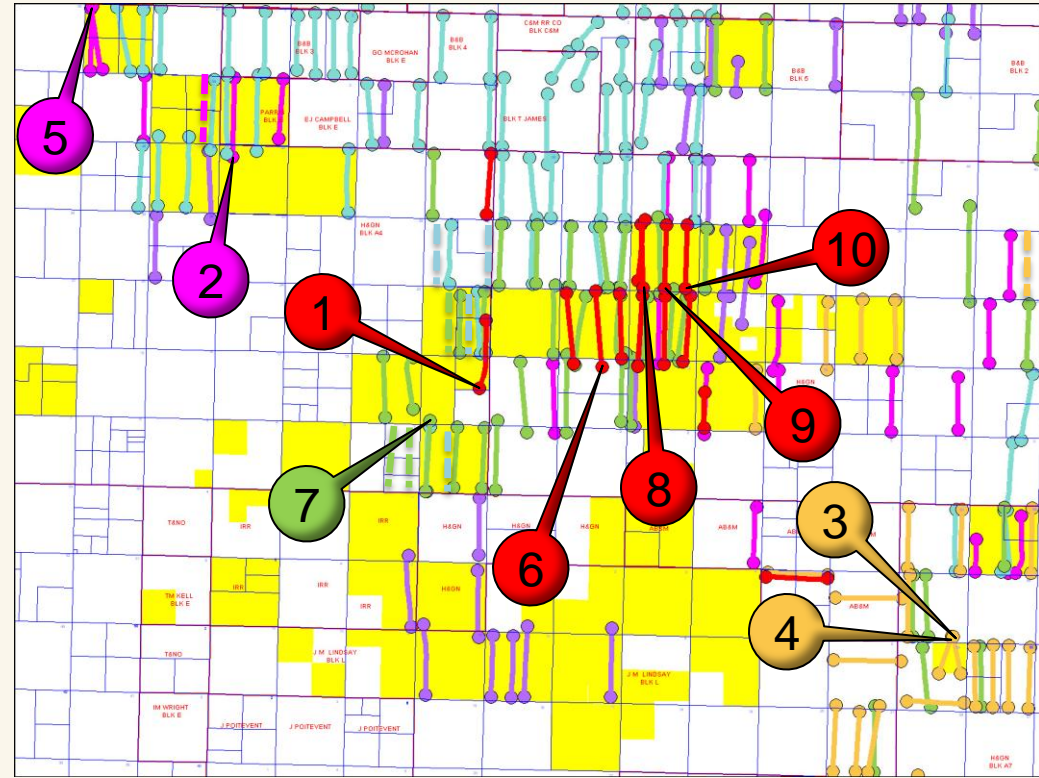 C&M RR CO
BLK C&M
B&B
BLK 3
B&B
BLK 4
GO MCROHAN
BLK E
B&B
BLK 5
B&B
BLK 2
5
EJ CAMPBELL
BLK E
BLK T JAMES
H&GN
BLK A6
2
10
1
9
H&GN
8
7
3
6
4
T&NO
IRR
IRR
H&GN
H&GN
H&GN
AB&M
AB&M
IRR
IRR
H&GN
TM KELL
BLK E
IRR
AB&M
T&NO
J M LINDSAY
BLK L
J M LINDSAY
BLK L
IM WRIGHT
BLK E
J POITEVENT
J POITEVENT
J POITEVENT
H&GN
BLK A7